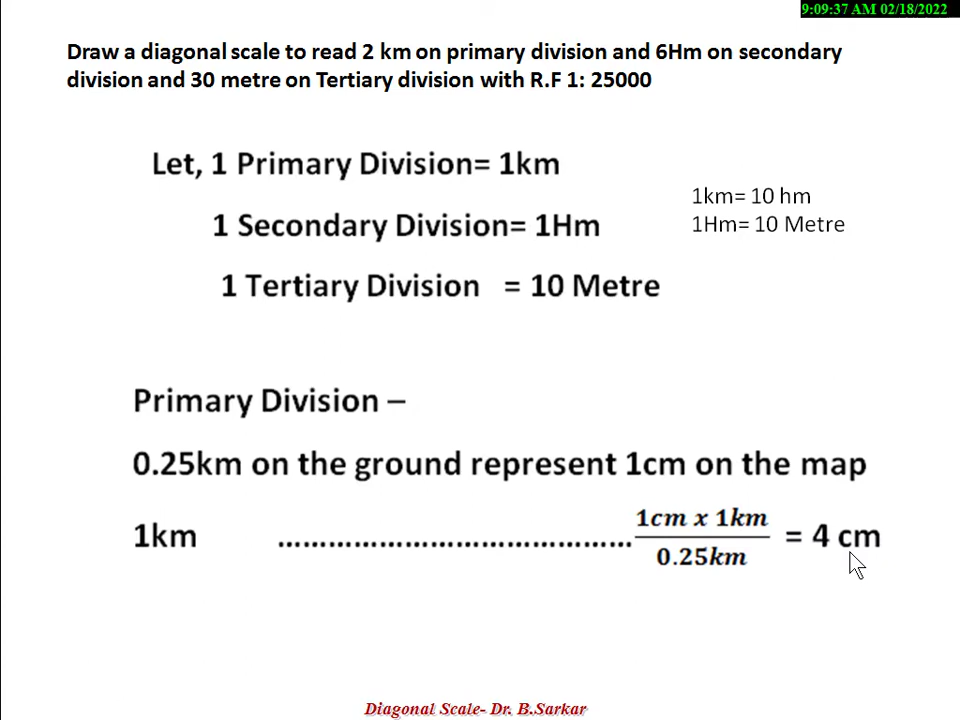 9:09:37 AM 02/18/2022
Draw a diagonal scale to read 2 km on primary division and 6Hm on secondary
division and 30 metre on Tertiary division with R.F 1: 25000
Let, 1 Primary Division= 1km
1km= 10 hm
1 Secondary Division= 1Hm
1Hm= 10 Metre
1 Tertiary Division = 10 Metre
Primary Division –
0.25km on the ground represent 1cm on the map
1km ………………………………….. 1cm x 1km / 0.25km = 4 cm
Diagonal Scale- Dr. B.Sarkar